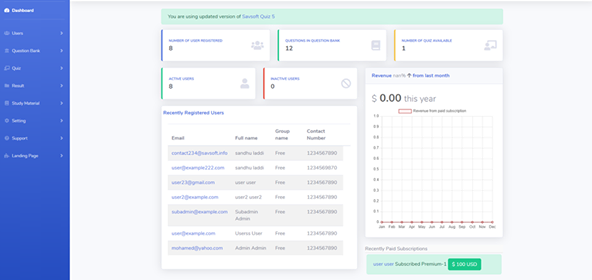 Dashboard
Users
Question Bank
Quiz
Result
Study Material
Setting
Support
Landing Page
You are using updated version of Savsoft Quiz 5
NUMBER OF USER REGISTERED
8
QUESTIONS IN QUESTION BANK
12
NUMBER OF QUIZ AVAILABLE
1
ACTIVE USERS
8
INACTIVE USERS
0
Recently Registered Users
Email Full name Group name Contact Number
contact234@savsoft.info sandhu laddi Free 1234567890
user@example222.com sandhu laddi Free 1234569870
user23@gmail.com user user Free 1234567890
user2@example.com user2 user2 Free 1234567890
subadmin@example.com Subadmin Admin Free 1234567890
user@example.com Userss User Free 1234567890
mohamed@yahoo.com Admin Admin Free 1234567890
Revenue nan% ↑ from last month
$ 0.00 this year
Revenue from paid subscription
1.0
0.9
0.8
0.7
0.6
0.5
0.4
0.3
0.2
0.1
0
Jan Feb Mar Apr May Jun Jul Aug Sep Oct Nov Dec
Recently Paid Subscriptions
user user Subscribed Premium-1 $ 100 USD